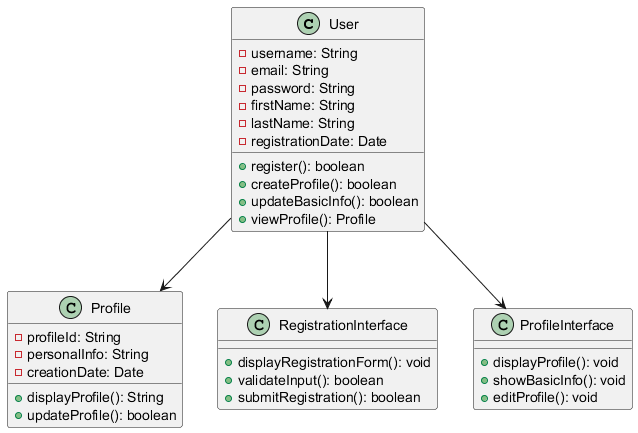 C User
username: String
email: String
password: String
firstName: String
lastName: String
registrationDate: Date
register(): boolean
createProfile(): boolean
updateBasicInfo(): boolean
viewProfile(): Profile
C Profile
profileId: String
personalInfo: String
creationDate: Date
displayProfile(): String
updateProfile(): boolean
C RegistrationInterface
displayRegistrationForm(): void
validateInput(): boolean
submitRegistration(): boolean
C ProfileInterface
displayProfile(): void
showBasicInfo(): void
editProfile(): void